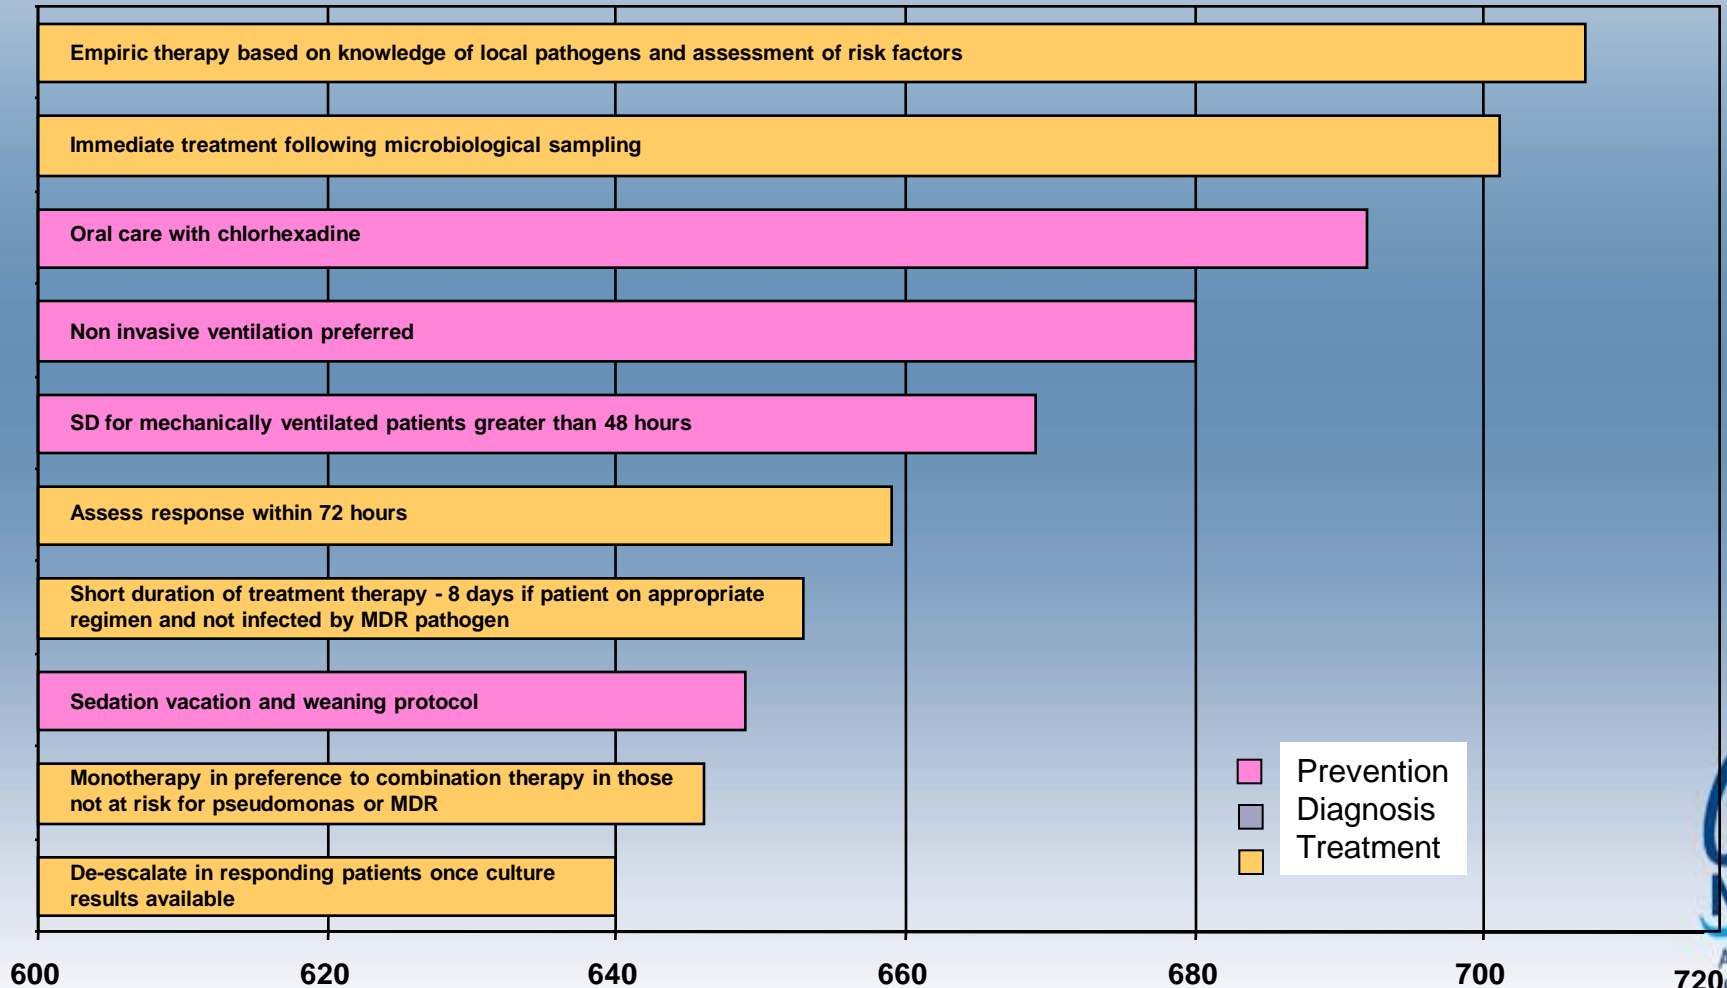 Empiric therapy based on knowledge of local pathogens and assessment of risk factors
Immediate treatment following microbiological sampling
Oral care with chlorhexadine
Non invasive ventilation preferred
SD for mechanically ventilated patients greater than 48 hours
Assess response within 72 hours
Short duration of treatment therapy - 8 days if patient on appropriate
regimen and not infected by MDR pathogen
Sedation vacation and weaning protocol
Monotherapy in preference to combination therapy in those
not at risk for pseudomonas or MDR
De-escalate in responding patients once culture
results available
Prevention
Diagnosis
Treatment
600 620 640 660 680 700 720